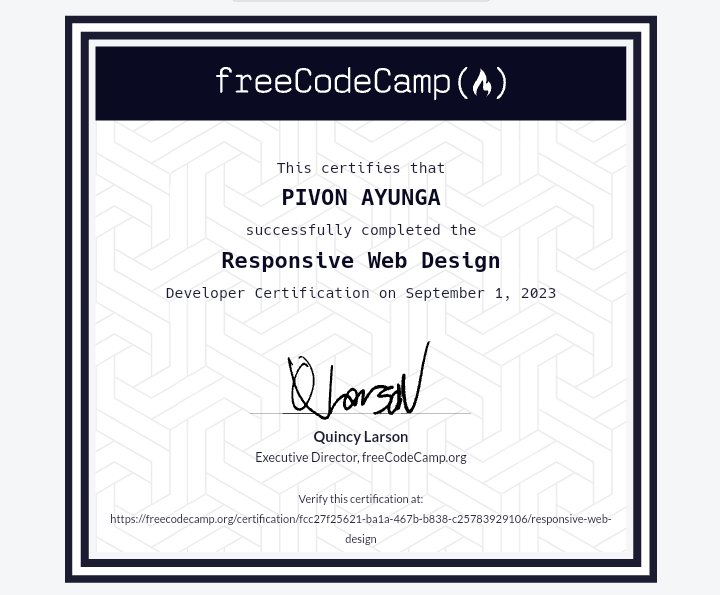 freeCodeCamp
This certifies that
PIVON AYUNGA
successfully completed the
Responsive Web Design
Developer Certification on September 1, 2023
Q Larson
Quincy Larson
Executive Director, freeCodeCamp.org
Verify this certification at:
https://freecodecamp.org/certification/fcc27f25621-ba1a-467b-b838-c25783929106/responsive-web-
design